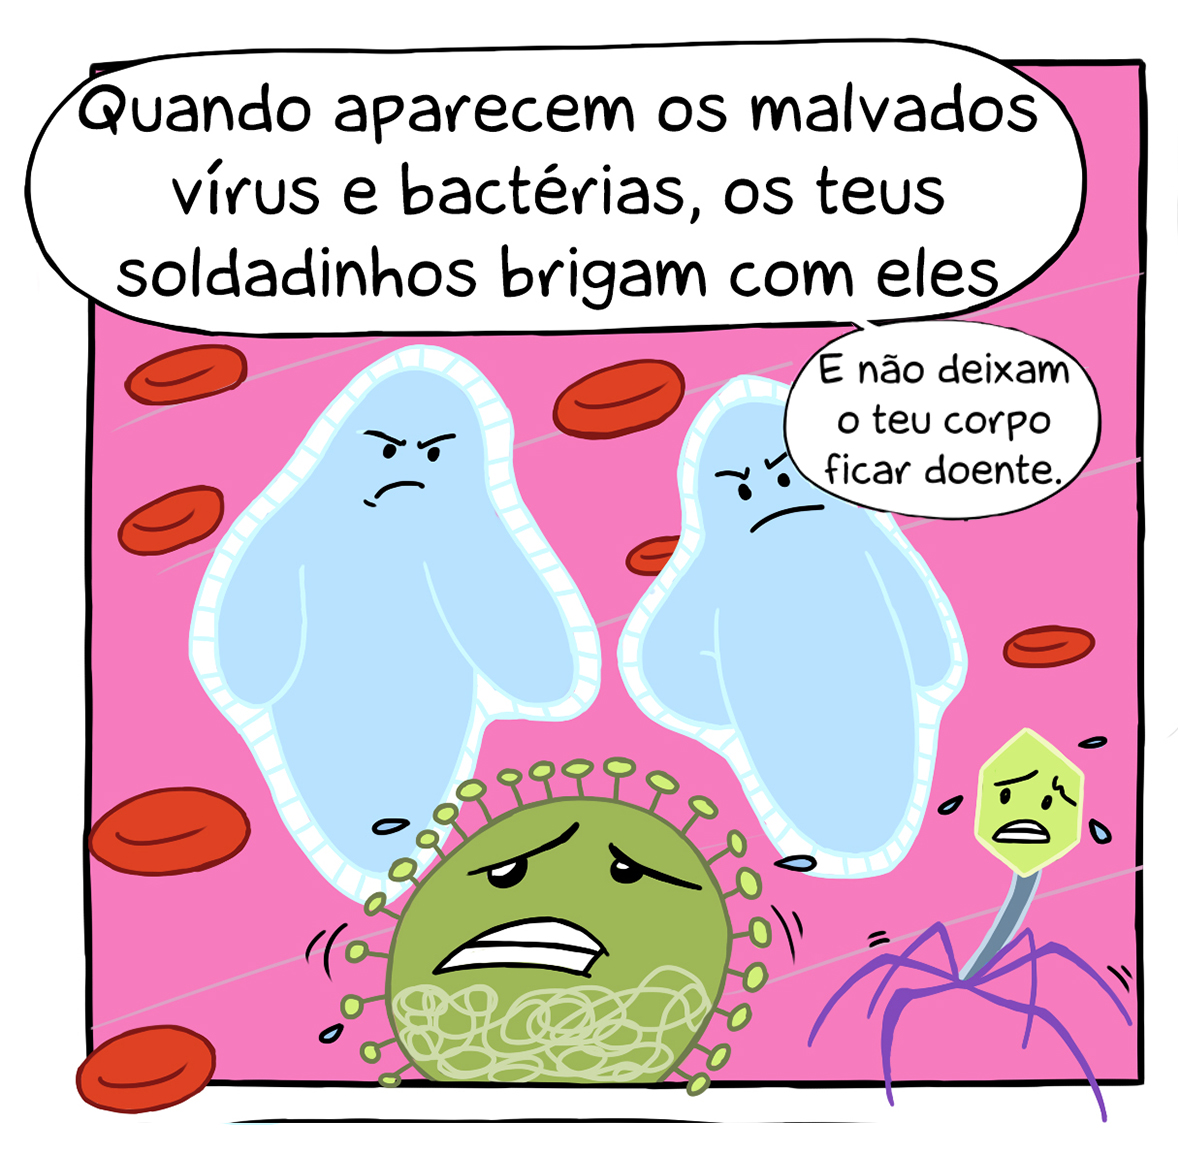 Quando aparecem os malvados
vírus e bactérias, os teus
soldadinhos brigam com eles
E não deixam
o teu corpo
ficar doente.